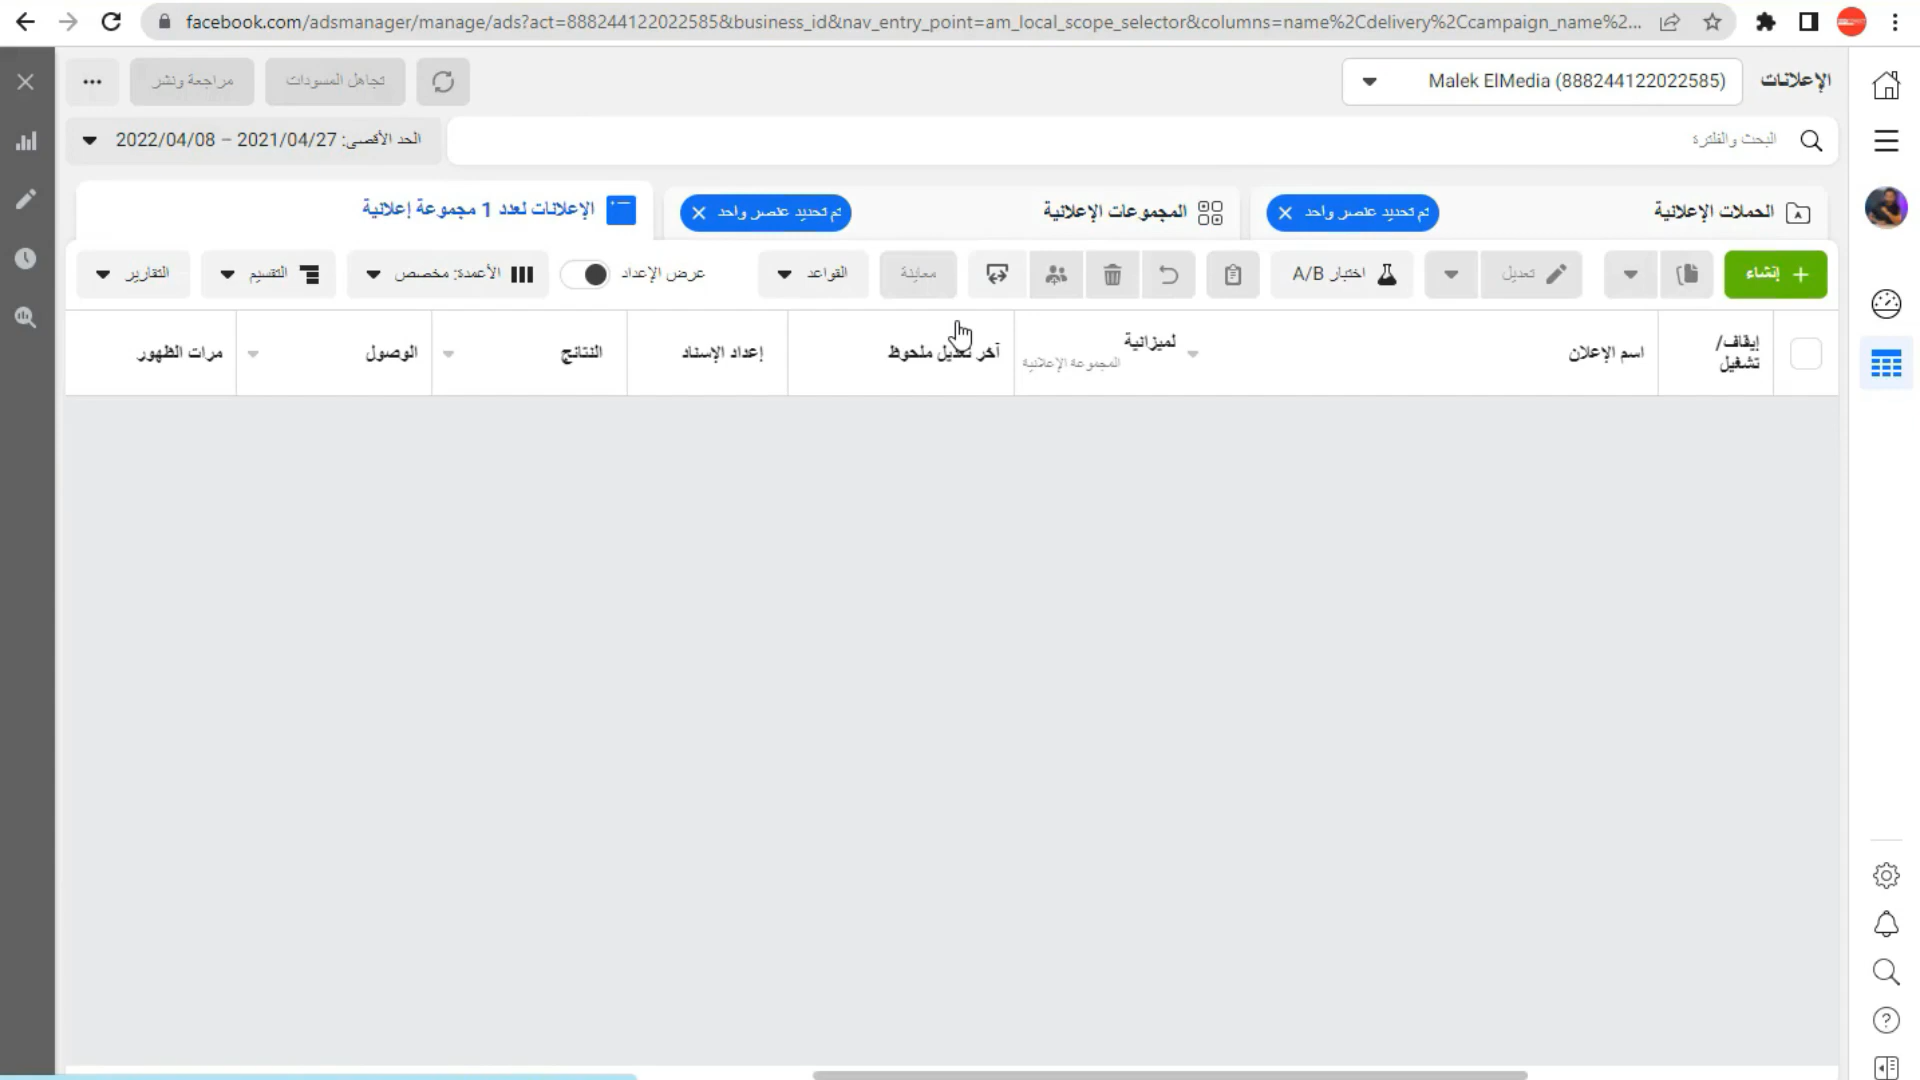 facebook.com/adsmanager/manage/ads?act=888244122022585&business_id&nav_entry_point=am_local_scope_selector&columns=name%2Cdelivery%2Ccampaign_name%2...
الإعلانات
Malek ElMedia (888244122022585)
تجاهل المسودات
مراجعة ونشر
البحث والفلترة
الحد الأقصى: 2021/04/27 – 2022/04/08
الحملات الإعلانية
تم تحديد عنصر واحد
المجموعات الإعلانية
تم تحديد عنصر واحد
الإعلانات لعدد 1 مجموعة إعلانية
إنشاء
تعديل
اختبار A/B
معاينة
القواعد
عرض الإعداد
الأعمدة: مخصص
التقسيم
التقارير
إيقاف/
تشغيل
اسم الإعلان
لميزانية
المجموعة الإعلانية
آخر تعديل ملحوظ
إعداد الإسناد
النتائج
الوصول
مرات الظهور